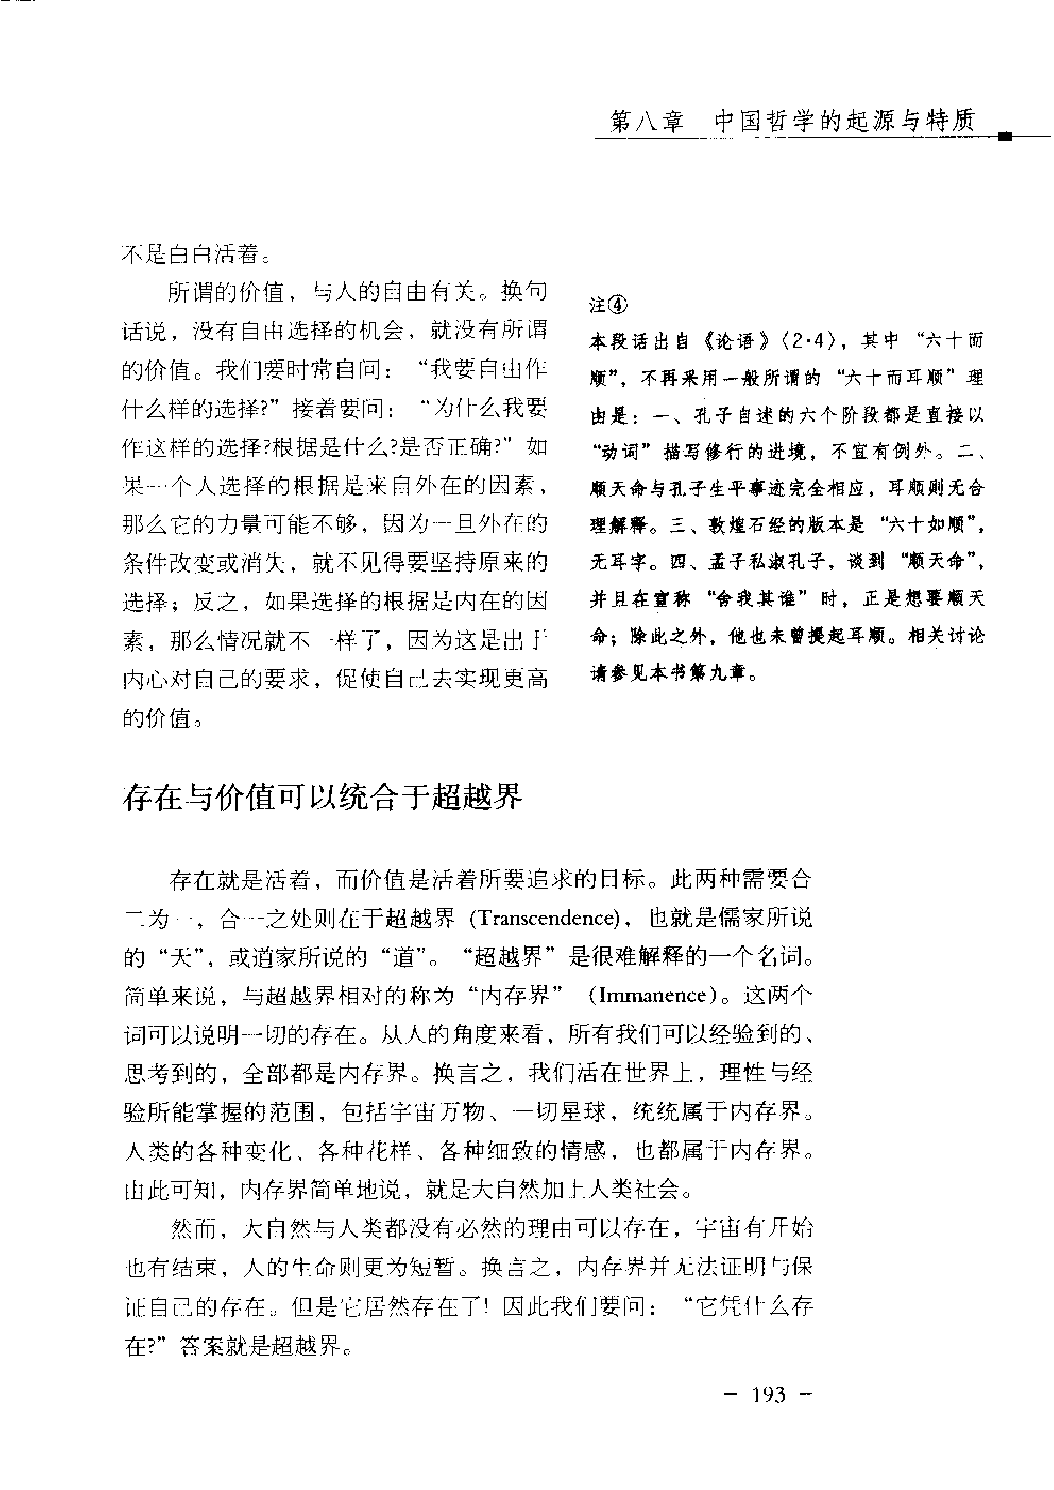 第八章 中国哲学的起源与特质
不是白白活着。
所谓的价值，与人的自由有关。换句
话说，没有自由选择的机会，就没有所谓
的价值。我们要时常自问：“我要自由作
什么样的选择?”接着要问：“为什么我要
作这样的选择?根据是什么?是否正确?”如
果一个人选择的根据是来自外在的因素，
那么它的力量可能不够，因为一旦外在的
条件改变或消失，就不见得要坚持原来的
选择；反之，如果选择的根据是内在的因
素，那么情况就不一样了，因为这是出于
内心对自己的要求，促使自己去实现更高
的价值。
注④
本段话出自《论语》〈2·4〉，其中“六十而
顺”，不再采用一般所谓的“六十而耳顺”理
由是：一、孔子自述的六个阶段都是直接以
“动词”描写修行的进境，不宜有例外。二、
顺天命与孔子生平事迹完全相应，耳顺则无合
理解释。三、敦煌石经的版本是“六十如顺”，
无耳字。四、孟子私淑孔子，谈到“顺天命”，
并且在宣称“舍我其谁”时，正是想要顺天
命；除此之外，他也未曾提起耳顺。相关讨论
请参见本书第九章。
存在与价值可以统合于超越界
存在就是活着，而价值是活着所要追求的目标。此两种需要合
二为一，合一之处则在于超越界 (Transcendence)，也就是儒家所说
的“天”，或道家所说的“道”。“超越界”是很难解释的一个名词。
简单来说，与超越界相对的称为“内存界”（Immanence）。这两个
词可以说明一切的存在。从人的角度来看，所有我们可以经验到的、
思考到的，全部都是内存界。换言之，我们活在世界上，理性与经
验所能掌握的范围，包括宇宙万物、一切星球，统统属于内存界。
人类的各种变化、各种花样、各种细致的情感，也都属于内存界。
由此可知，内存界简单地说，就是大自然加上人类社会。
然而，大自然与人类都没有必然的理由可以存在，宇宙有开始
也有结束，人的生命则更为短暂。换言之，内存界并无法证明与保
证自己的存在。但是它居然存在了! 因此我们要问：“它凭什么存
在?”答案就是超越界。
－ 193 －